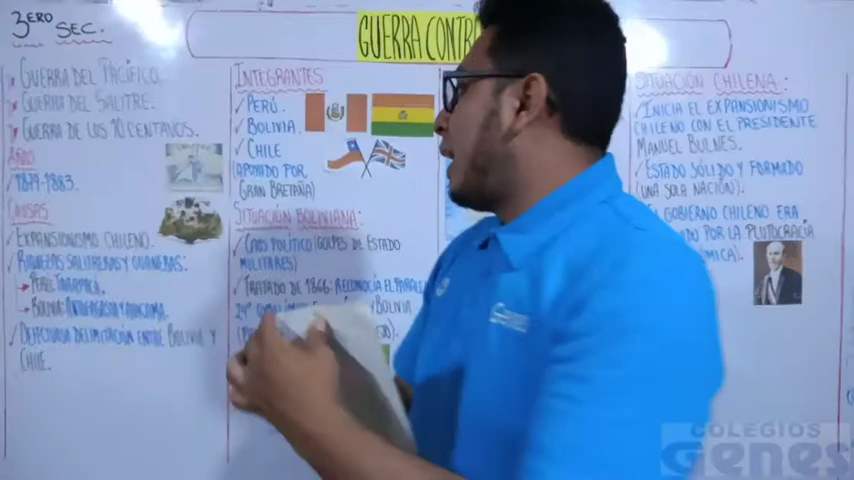 3ERO SEC.
GUERRA CONTR
GUERRA DEL PACÍFICO.
GUERRA DEL SALITRE.
GUERRA DE LOS 10 CENTAVOS.
AÑO
1879-1883.
CAUSAS
EXPANSIONISMO CHILENO
RIQUEZAS SALITRERAS Y GUANERAS
PERÚ: TARAPACÁ.
BOLIVIA: ANTOFAGASTA Y ATACAMA.
DEFECTUOSA DELIMITACIÓN ENTRE BOLIVIA Y
CHILE.
INTEGRANTES
PERÚ.
BOLIVIA.
CHILE
APOYADO POR
GRAN BRETAÑA
SITUACIÓN BOLIVIANA:
CAOS POLÍTICO (GOLPES DE ESTADO
MILITARES)
TRATADO DE 1866: RECONOCÍA EL PARALELO
24°
BOLIVIA
SITUACIÓN CHILENA:
INICIA EL EXPANSIONISMO
CHILENO CON EL PRESIDENTE
MANUEL BULNES.
ESTADO SÓLIDO Y FORMADO
(UNA SOLA NACIÓN).
GOBIERNO CHILENO ERA
POR LA PLUTOCRACIA.
COLEGIOS
Genes